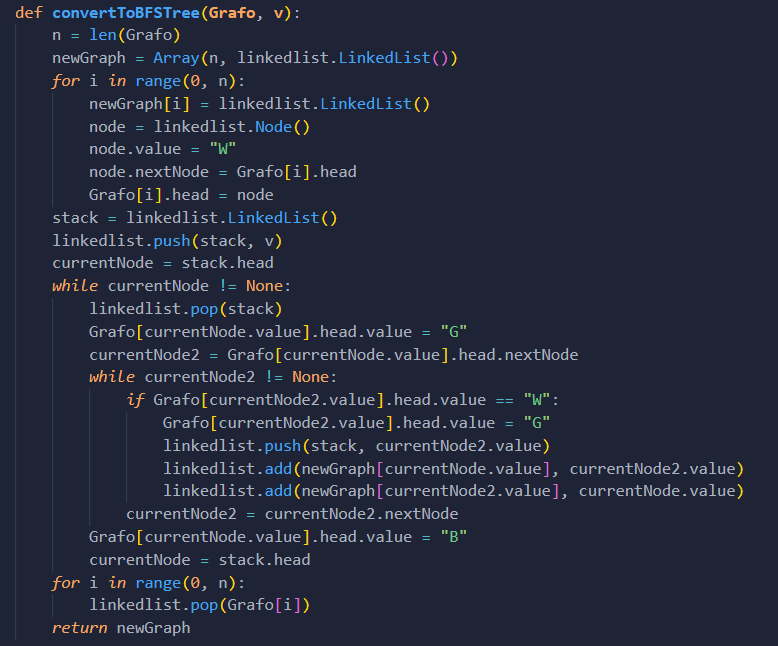 def convertToBFSTree(Grafo, v):
    n = len(Grafo)
    newGraph = Array(n, linkedlist.LinkedList())
    for i in range(0, n):
        newGraph[i] = linkedlist.LinkedList()
        node = linkedlist.Node()
        node.value = "W"
        node.nextNode = Grafo[i].head
        Grafo[i].head = node
    stack = linkedlist.LinkedList()
    linkedlist.push(stack, v)
    currentNode = stack.head
    while currentNode != None:
        linkedlist.pop(stack)
        Grafo[currentNode.value].head.value = "G"
        currentNode2 = Grafo[currentNode.value].head.nextNode
        while currentNode2 != None:
            if Grafo[currentNode2.value].head.value == "W":
                Grafo[currentNode2.value].head.value = "G"
                linkedlist.push(stack, currentNode2.value)
                linkedlist.add(newGraph[currentNode.value], currentNode2.value)
                linkedlist.add(newGraph[currentNode2.value], currentNode.value)
            currentNode2 = currentNode2.nextNode
        Grafo[currentNode.value].head.value = "B"
        currentNode = stack.head
    for i in range(0, n):
        linkedlist.pop(Grafo[i])
    return newGraph